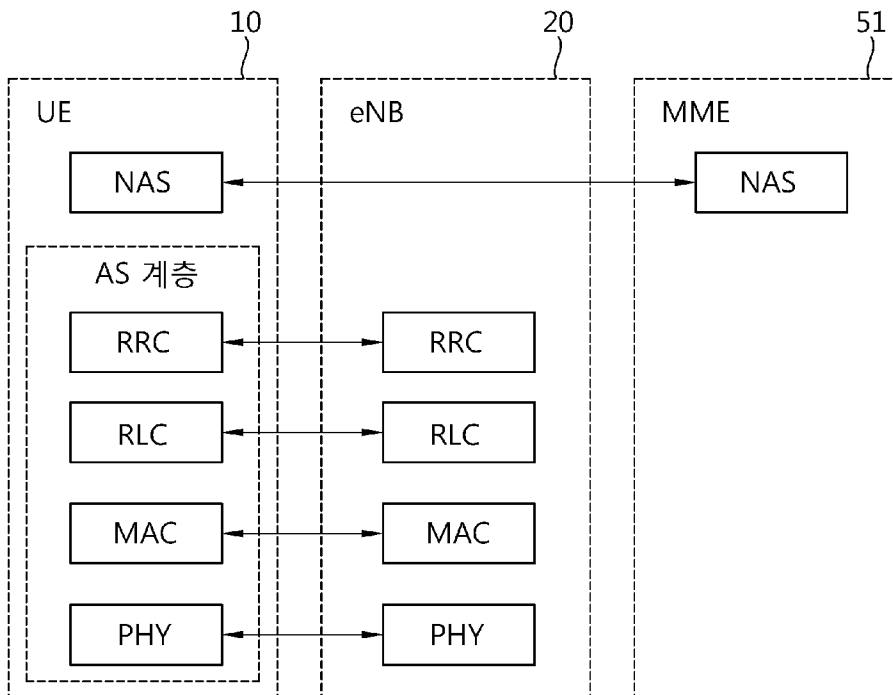 10 20 51
UE eNB MME
NAS NAS
AS 계층
RRC RRC
RLC RLC
MAC MAC
PHY PHY